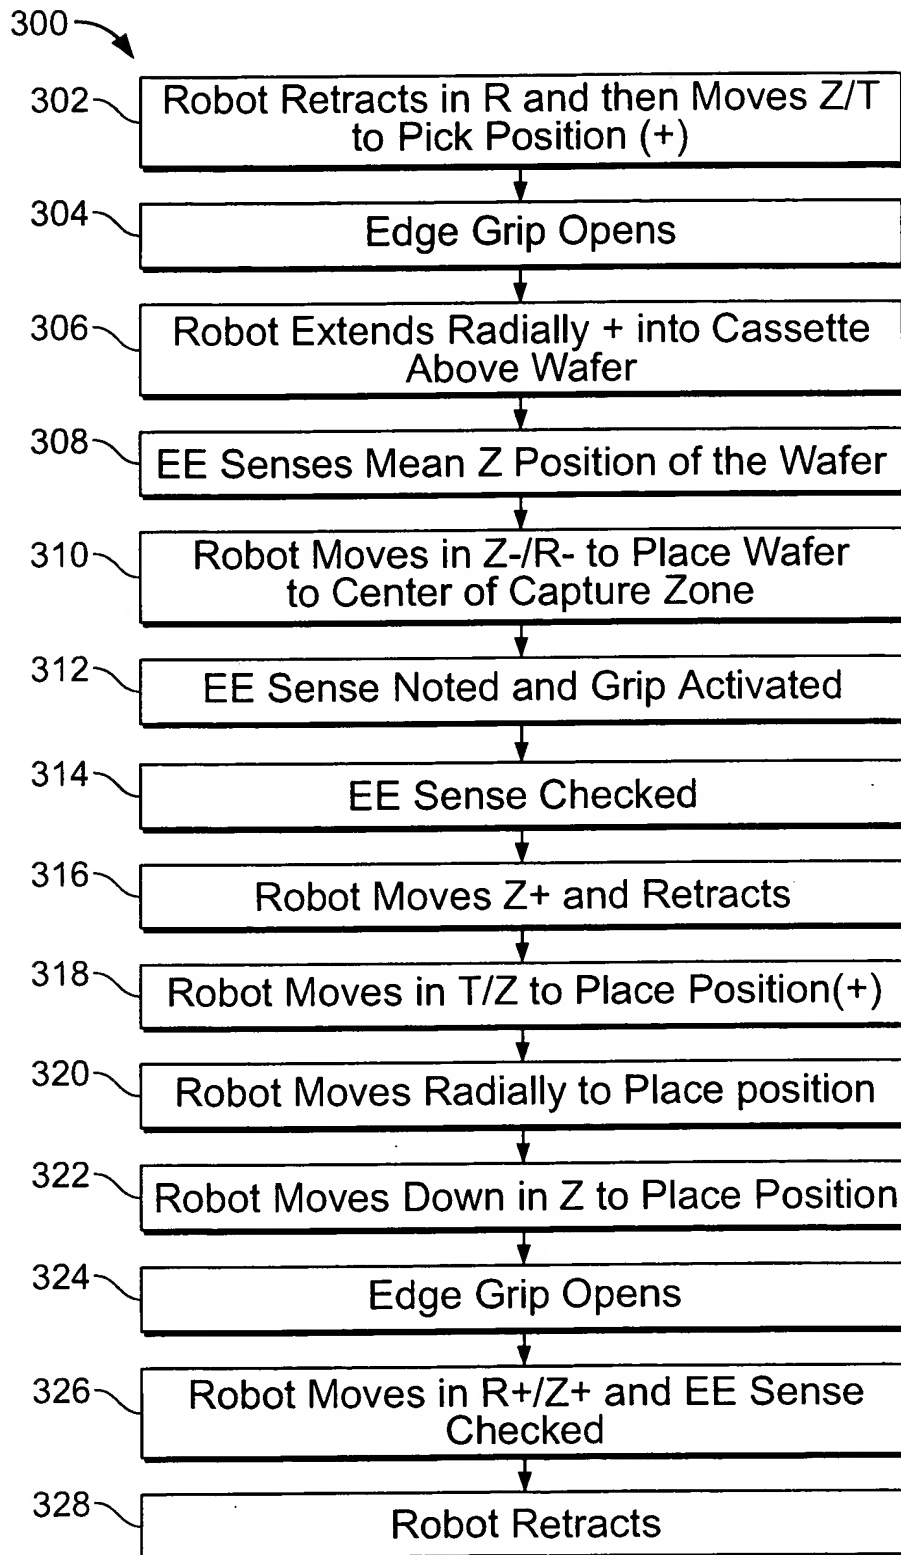 300
302
Robot Retracts in R and then Moves Z/T
to Pick Position (+)
304
Edge Grip Opens
306
Robot Extends Radially + into Cassette
Above Wafer
308
EE Senses Mean Z Position of the Wafer
310
Robot Moves in Z-/R- to Place Wafer
to Center of Capture Zone
312
EE Sense Noted and Grip Activated
314
EE Sense Checked
316
Robot Moves Z+ and Retracts
318
Robot Moves in T/Z to Place Position(+)
320
Robot Moves Radially to Place position
322
Robot Moves Down in Z to Place Position
324
Edge Grip Opens
326
Robot Moves in R+/Z+ and EE Sense
Checked
328
Robot Retracts